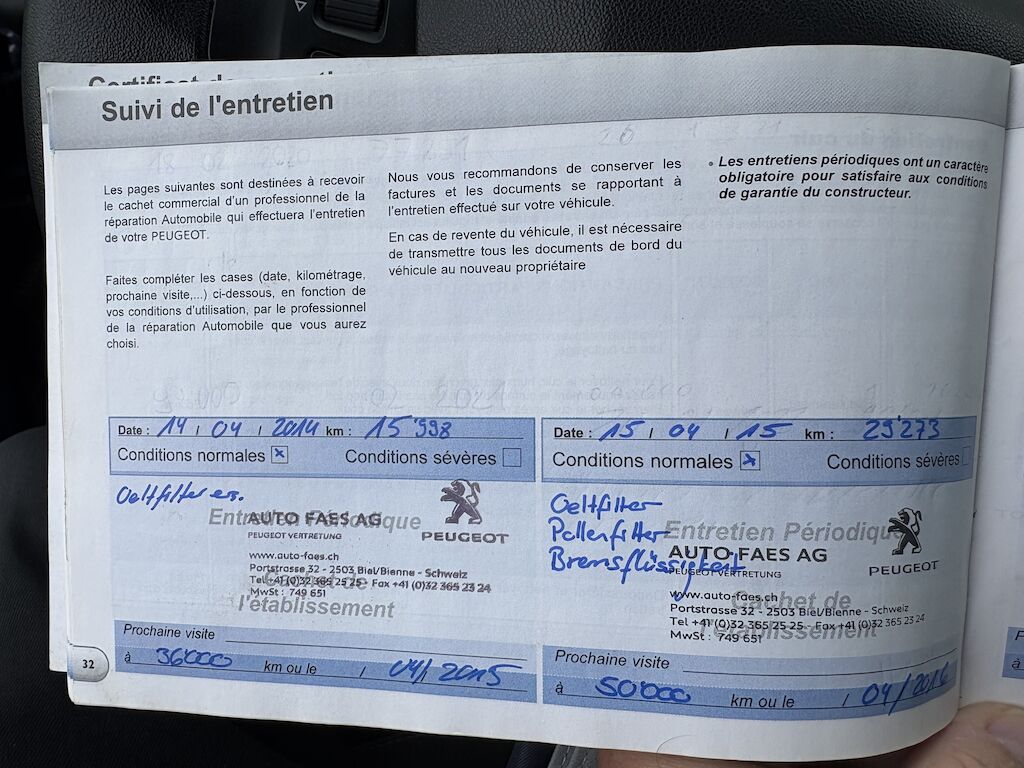 Suivi de l'entretien
Les pages suivantes sont destinées à recevoir
le cachet commercial d'un professionnel de la
réparation Automobile qui effectuera l'entretien
de votre PEUGEOT.
Faites compléter les cases (date, kilométrage,
prochaine visite,...) ci-dessous, en fonction de
vos conditions d'utilisation, par le professionnel
de la réparation Automobile que vous aurez
choisi.
Nous vous recommandons de conserver les
factures et les documents se rapportant à
l'entretien effectué sur votre véhicule.
En cas de revente du véhicule, il est nécessaire
de transmettre tous les documents de bord du
véhicule au nouveau propriétaire
• Les entretiens périodiques ont un caractère
obligatoire pour satisfaire aux conditions
de garantie du constructeur.
Date : 14 / 04 / 2014 km : 15'998
Conditions normales x Conditions sévères
Oelfilter er.
Entretien Périodique
AUTO FAES AG
PEUGEOT VERTRETUNG
PEUGEOT
www.auto-faes.ch
Portstrasse 32 - 2503 Biel/Bienne - Schweiz
Tel +41 (0)32 365 25 25 - Fax +41 (0)32 365 23 24
MwSt : 749 651
Cachet de
l'établissement
Prochaine visite
à 36000 km ou le / 04/2015
32
Date : 15 / 04 / 15 km : 29'273
Conditions normales x Conditions sévères
Oelfilter
Pollenfilter
Bremsflüssigkeit
Entretien Périodique
AUTO FAES AG
PEUGEOT VERTRETUNG
PEUGEOT
www.auto-faes.ch
Portstrasse 32 - 2503 Biel/Bienne - Schweiz
Tel +41 (0)32 365 25 25 - Fax +41 (0)32 365 23 24
MwSt : 749 651
Cachet de
l'établissement
Prochaine visite
à 50'000 km ou le / 04/2016